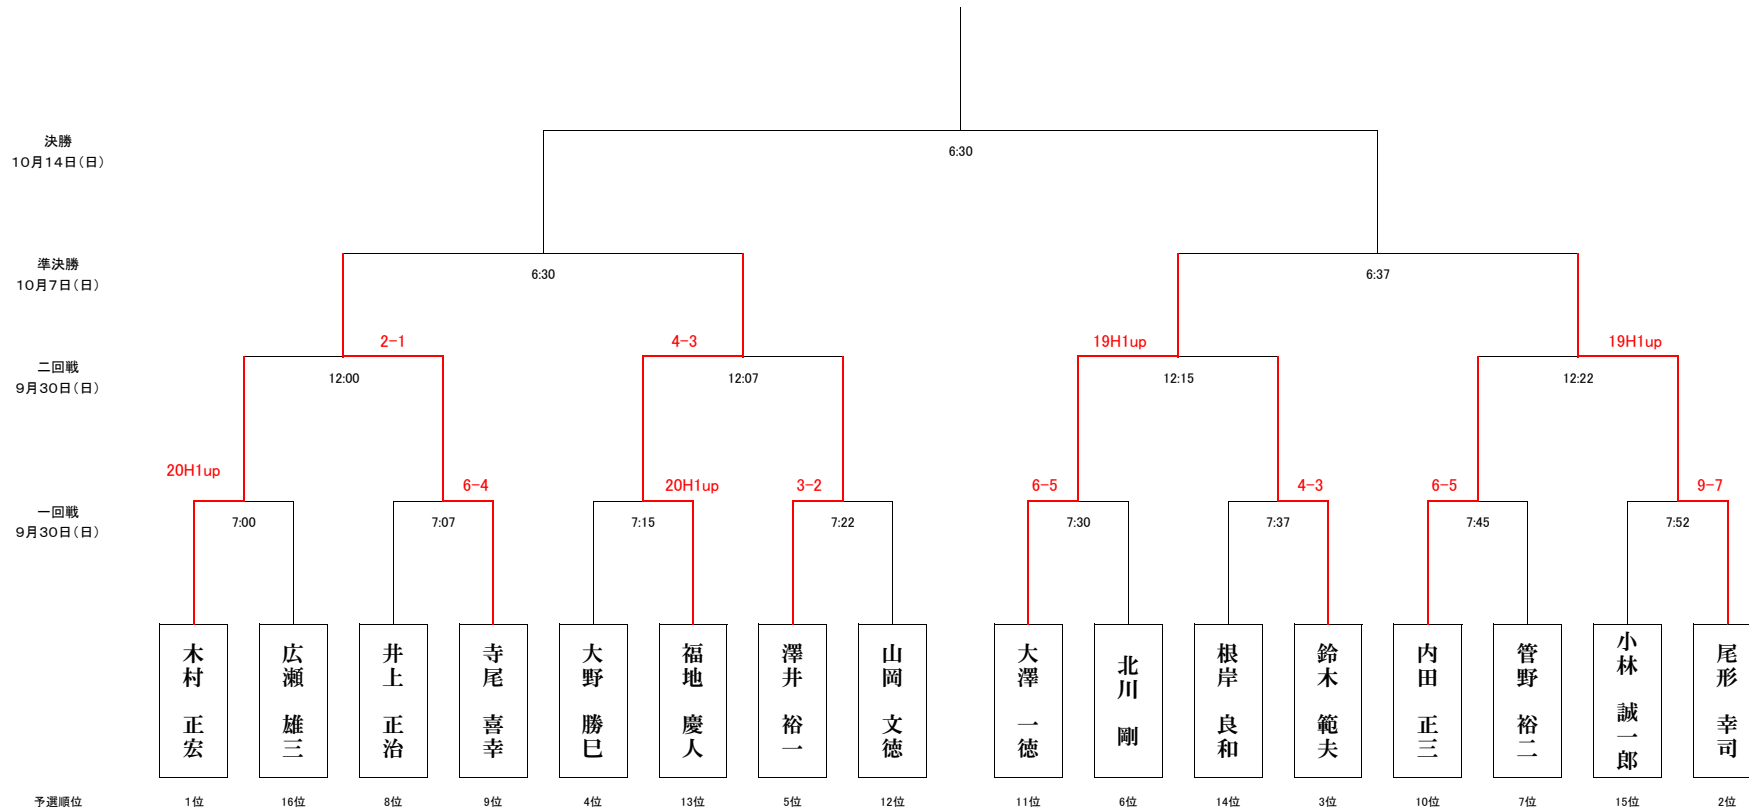 決勝
10月14日(日)
6:30
準決勝
10月7日(日)
6:30
6:37
2-1
4-3
19H1up
19H1up
二回戦
9月30日(日)
12:00
12:07
12:15
12:22
20H1up
6-4
20H1up
3-2
6-5
4-3
6-5
9-7
一回戦
9月30日(日)
7:00
7:07
7:15
7:22
7:30
7:37
7:45
7:52
木村 正宏
広瀬 雄三
井上 正治
寺尾 喜幸
大野 勝巳
福地 慶人
澤井 裕一
山岡 文徳
大澤 一徳
北川 剛
根岸 良和
鈴木 範夫
内田 正三
管野 裕二
小林 誠一郎
尾形 幸司
予選順位
1位
16位
8位
9位
4位
13位
5位
12位
11位
6位
14位
3位
10位
7位
15位
2位